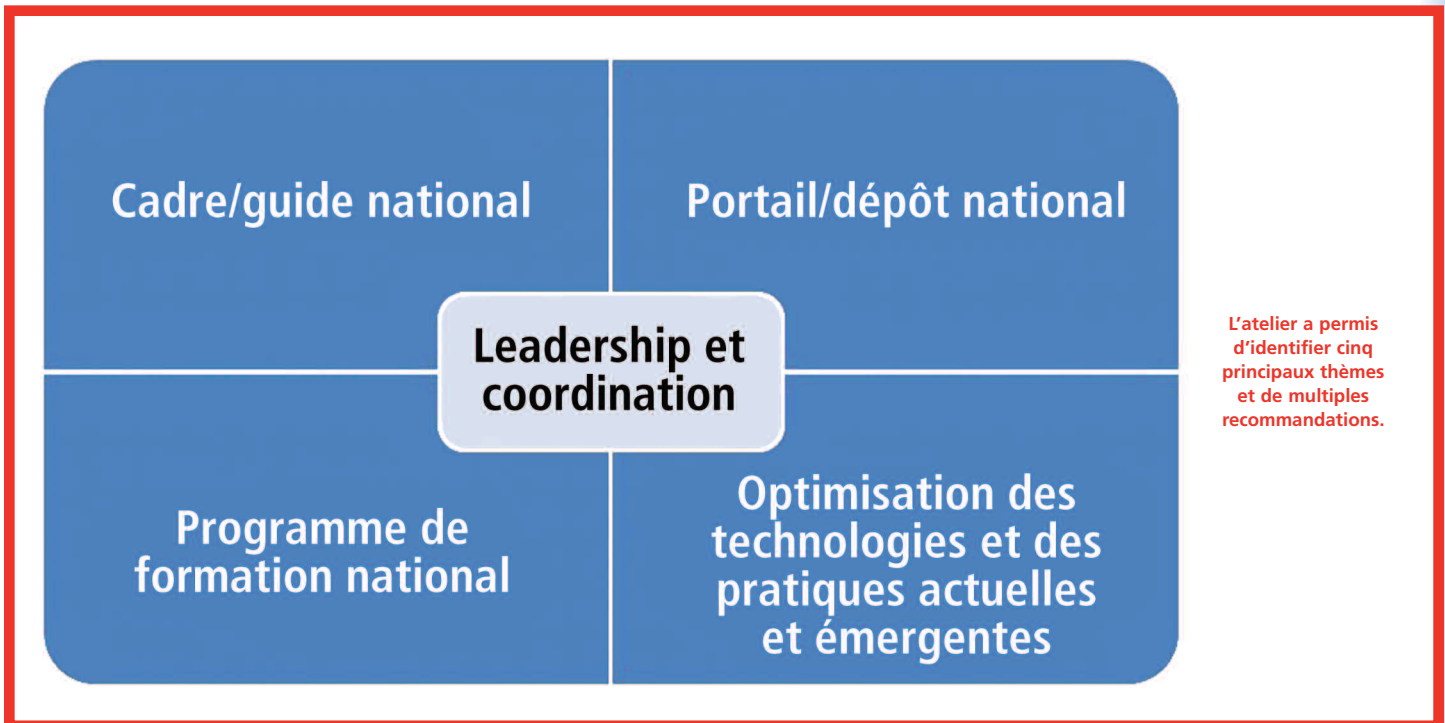 Cadre/guide national
Portail/dépôt national
Leadership et
coordination
Programme de
formation national
Optimisation des
technologies et des
pratiques actuelles
et émergentes
L’atelier a permis
d’identifier cinq
principaux thèmes
et de multiples
recommandations.